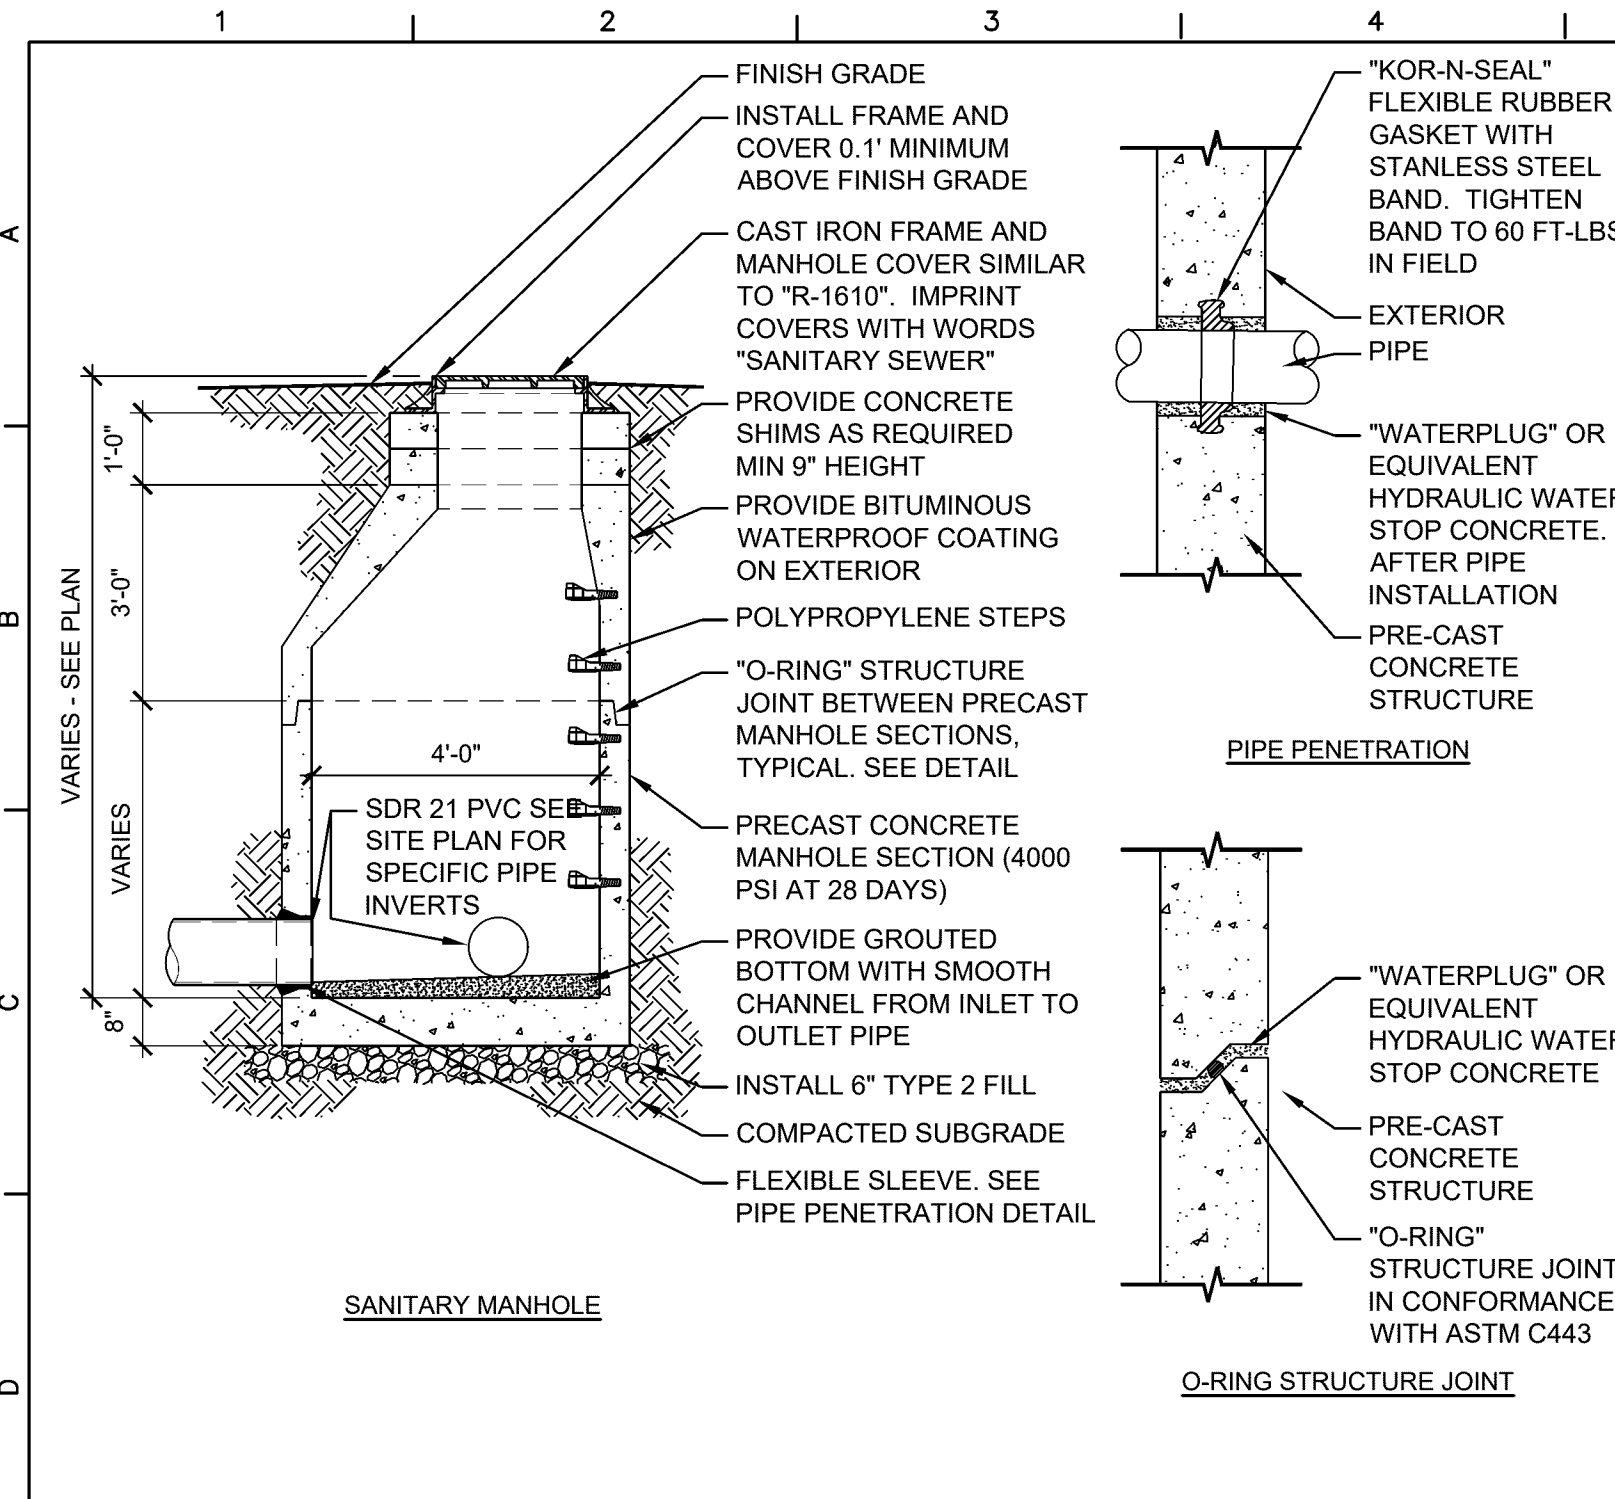 1
2
3
4
A
B
C
D
FINISH GRADE
INSTALL FRAME AND
COVER 0.1' MINIMUM
ABOVE FINISH GRADE
CAST IRON FRAME AND
MANHOLE COVER SIMILAR
TO "R-1610". IMPRINT
COVERS WITH WORDS
"SANITARY SEWER"
PROVIDE CONCRETE
SHIMS AS REQUIRED
MIN 9" HEIGHT
PROVIDE BITUMINOUS
WATERPROOF COATING
ON EXTERIOR
POLYPROPYLENE STEPS
"O-RING" STRUCTURE
JOINT BETWEEN PRECAST
MANHOLE SECTIONS,
TYPICAL. SEE DETAIL
PRECAST CONCRETE
MANHOLE SECTION (4000
PSI AT 28 DAYS)
PROVIDE GROUTED
BOTTOM WITH SMOOTH
CHANNEL FROM INLET TO
OUTLET PIPE
INSTALL 6" TYPE 2 FILL
COMPACTED SUBGRADE
FLEXIBLE SLEEVE. SEE
PIPE PENETRATION DETAIL
VARIES - SEE PLAN
1'-0"
3'-0"
VARIES
8"
4'-0"
SDR 21 PVC SEE
SITE PLAN FOR
SPECIFIC PIPE
INVERTS
SANITARY MANHOLE
"KOR-N-SEAL"
FLEXIBLE RUBBER
GASKET WITH
STANLESS STEEL
BAND. TIGHTEN
BAND TO 60 FT-LBS
IN FIELD
EXTERIOR
PIPE
"WATERPLUG" OR
EQUIVALENT
HYDRAULIC WATER
STOP CONCRETE.
AFTER PIPE
INSTALLATION
PRE-CAST
CONCRETE
STRUCTURE
PIPE PENETRATION
"WATERPLUG" OR
EQUIVALENT
HYDRAULIC WATER
STOP CONCRETE
PRE-CAST
CONCRETE
STRUCTURE
"O-RING"
STRUCTURE JOINT
IN CONFORMANCE
WITH ASTM C443
O-RING STRUCTURE JOINT